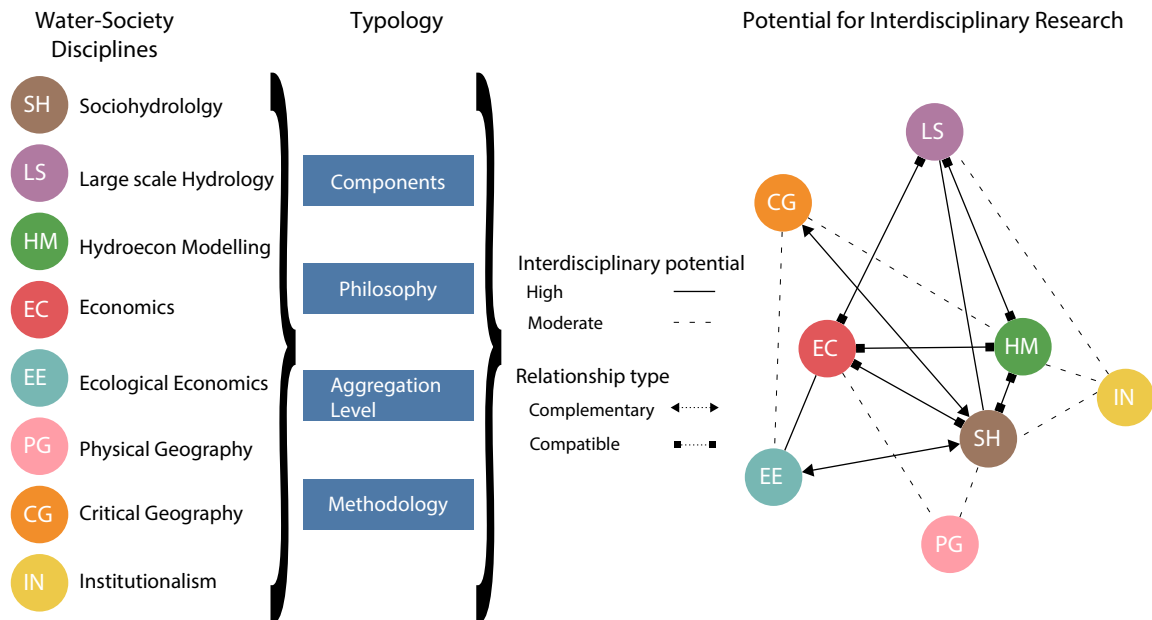 Water-Society
Disciplines
Typology
Potential for Interdisciplinary Research
SH
Sociohydrololgy
LS
Large scale Hydrology
HM
Hydroecon Modelling
EC
Economics
EE
Ecological Economics
PG
Physical Geography
CG
Critical Geography
IN
Institutionalism
Components
Philosophy
Aggregation
Level
Methodology
Interdisciplinary potential
High
Moderate
Relationship type
Complementary
Compatible
LS
CG
EC
HM
IN
SH
EE
PG